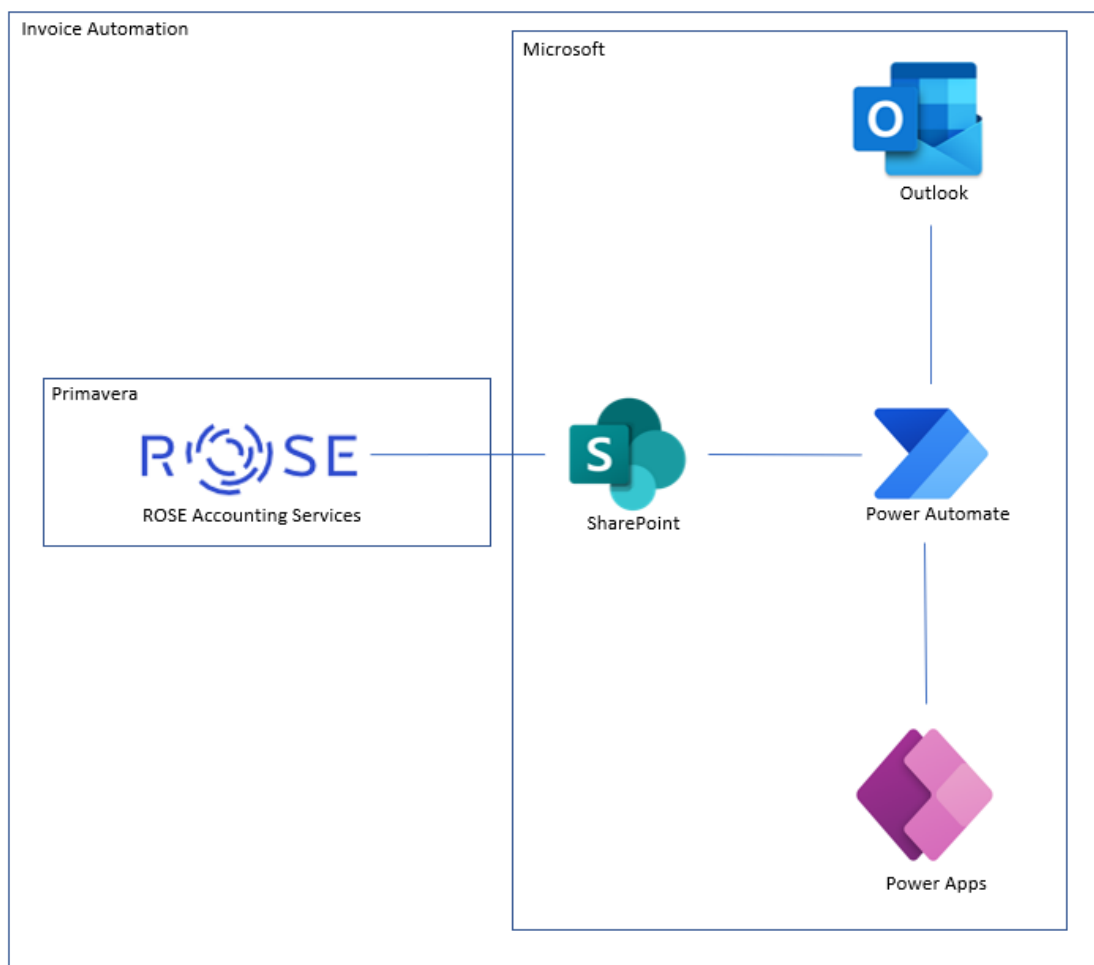 Invoice Automation
Microsoft
O
Outlook
Primavera
ROSE
ROSE Accounting Services
S
SharePoint
Power Automate
Power Apps